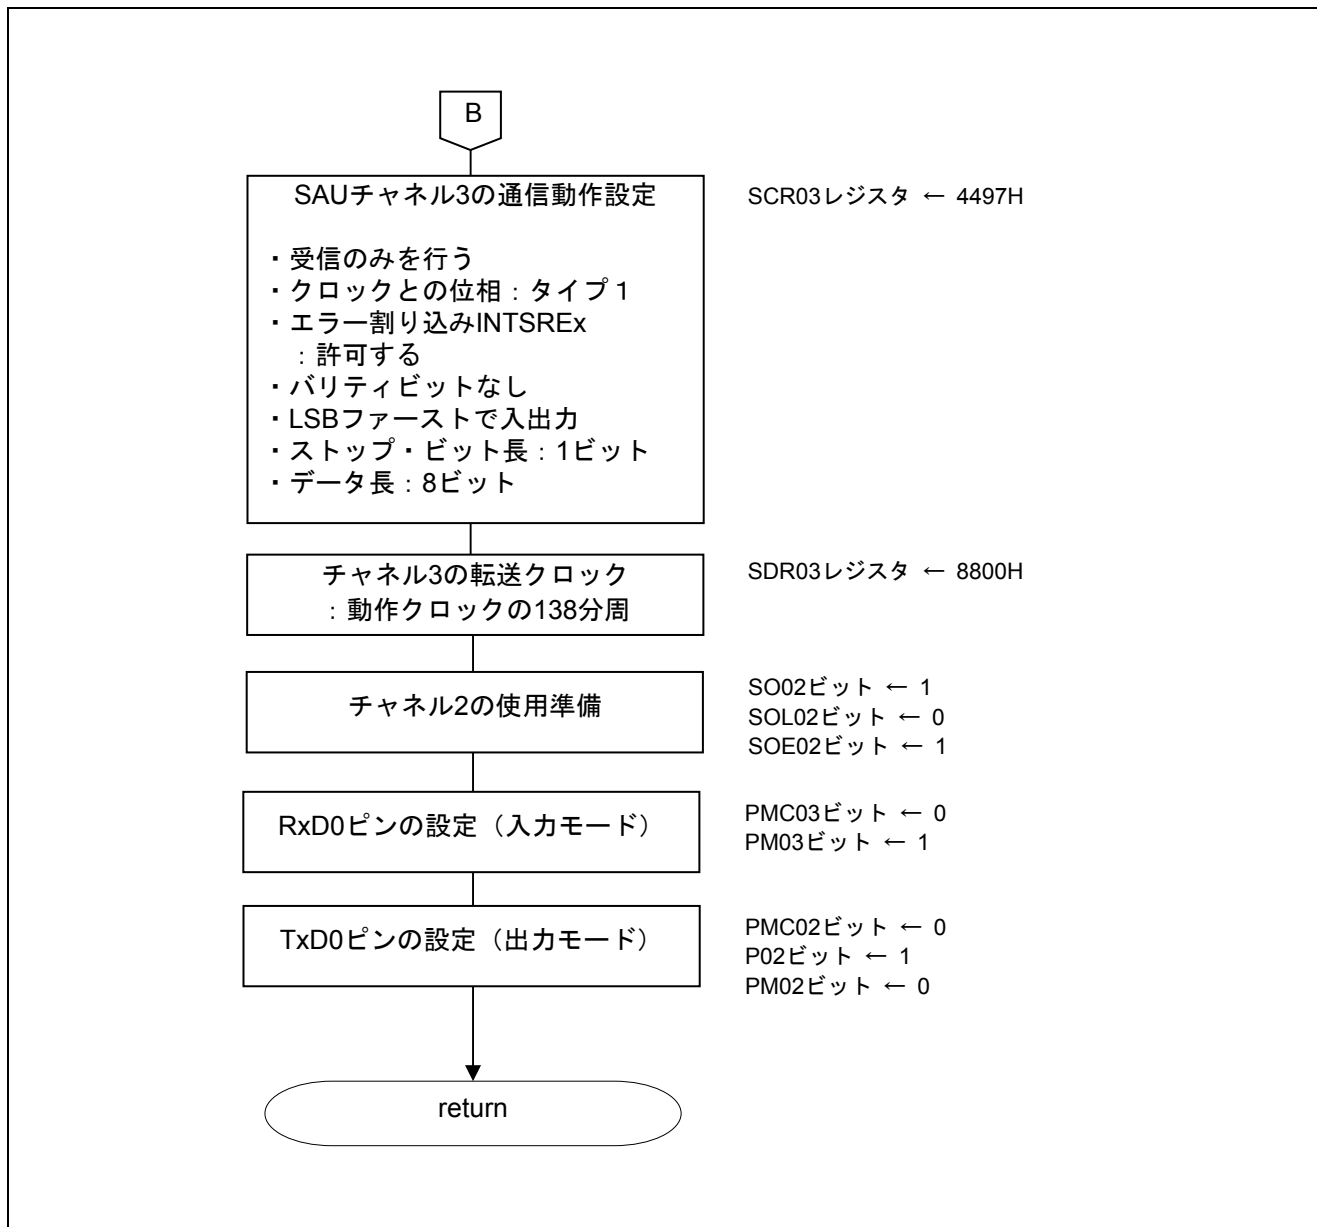 B
SAUチャネル3の通信動作設定
SCR03レジスタ ← 4497H
・受信のみを行う
・クロックとの位相：タイプ１
・エラー割り込みINTSREx
：許可する
・パリティビットなし
・LSBファーストで入出力
・ストップ・ビット長：1ビット
・データ長：8ビット
チャネル3の転送クロック
：動作クロックの138分周
SDR03レジスタ ← 8800H
チャネル2の使用準備
SO02ビット ← 1
SOL02ビット ← 0
SOE02ビット ← 1
RxD0ピンの設定（入力モード）
PMC03ビット ← 0
PM03ビット ← 1
TxD0ピンの設定（出力モード）
PMC02ビット ← 0
P02ビット ← 1
PM02ビット ← 0
return